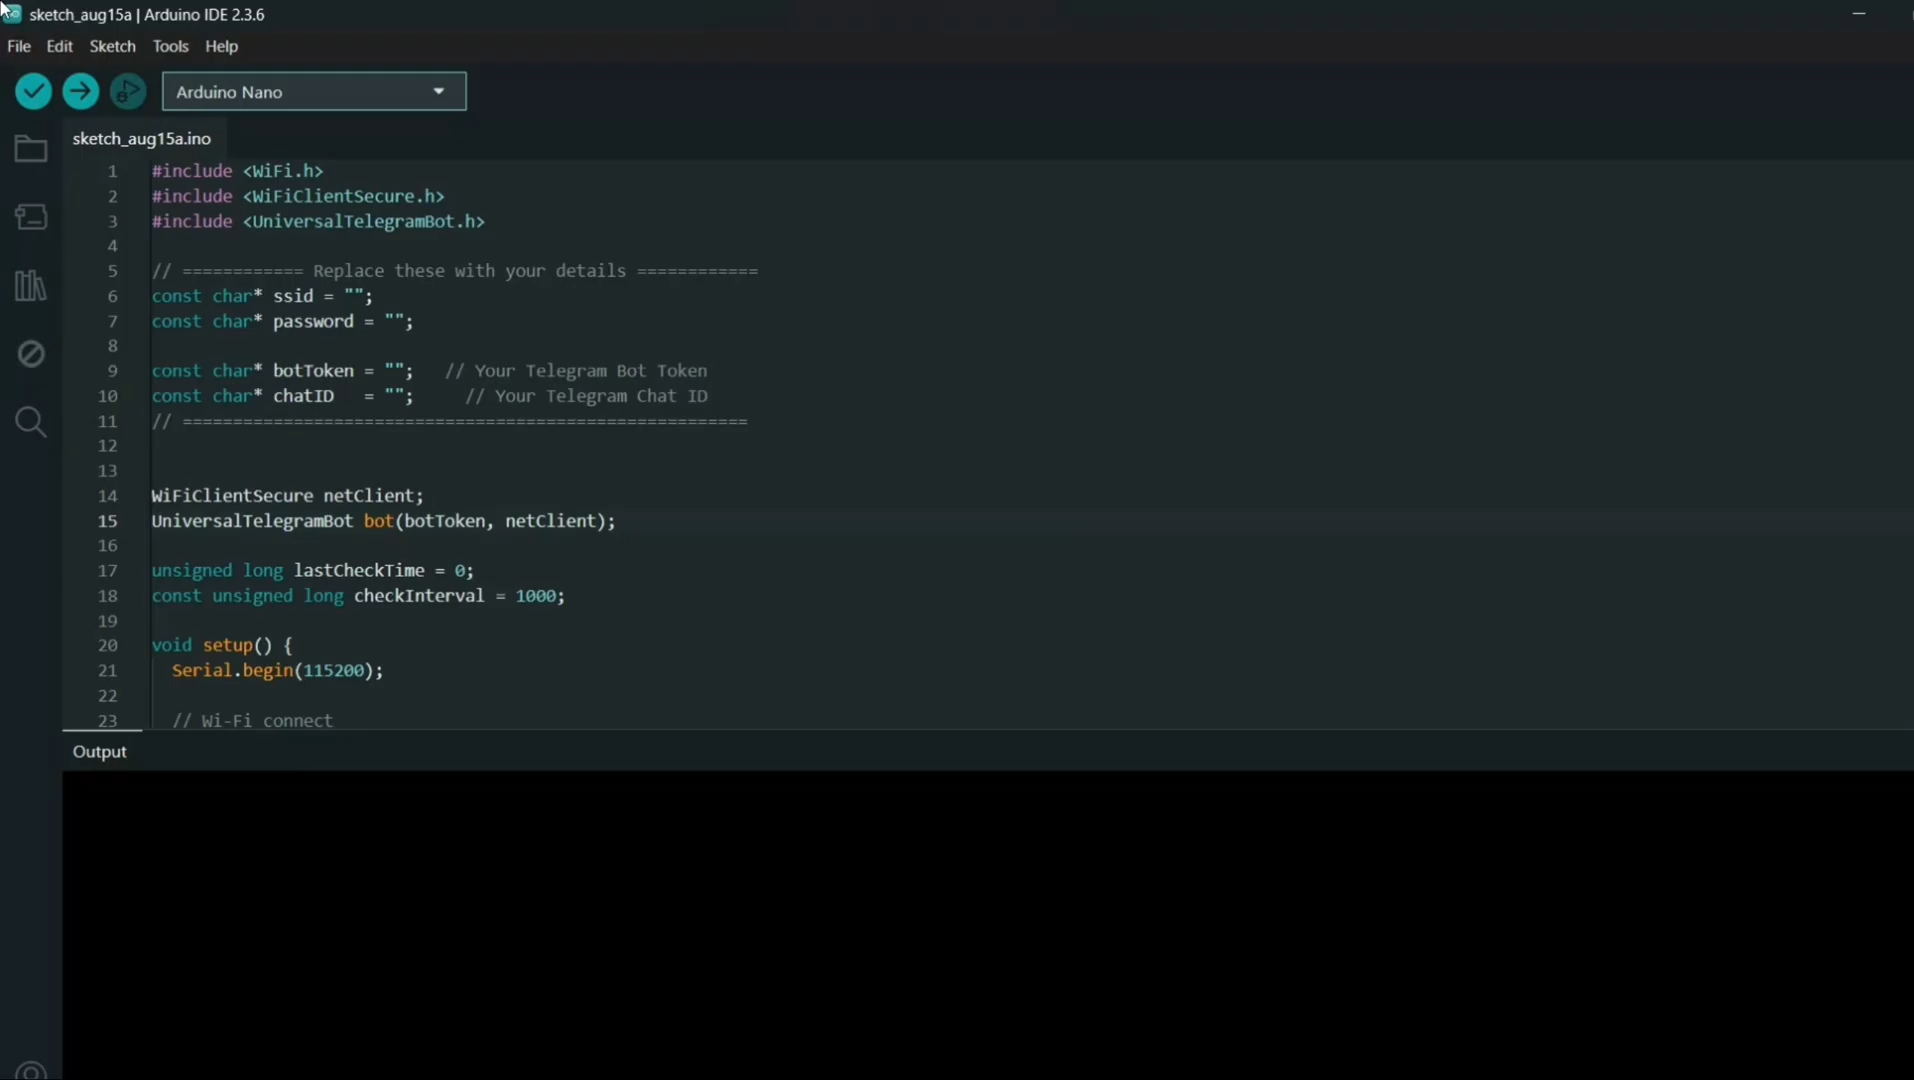 sketch_aug15a | Arduino IDE 2.3.6
File Edit Sketch Tools Help
Arduino Nano
sketch_aug15a.ino
1 #include <WiFi.h>
2 #include <WiFiClientSecure.h>
3 #include <UniversalTelegramBot.h>
4
5 // ============ Replace these with your details ============
6 const char* ssid = "";
7 const char* password = "";
8
9 const char* botToken = "";   // Your Telegram Bot Token
10 const char* chatID   = "";     // Your Telegram Chat ID
11 // ========================================================
12
13
14 WiFiClientSecure netClient;
15 UniversalTelegramBot bot(botToken, netClient);
16
17 unsigned long lastCheckTime = 0;
18 const unsigned long checkInterval = 1000;
19
20 void setup() {
21   Serial.begin(115200);
22
23   // Wi-Fi connect
Output